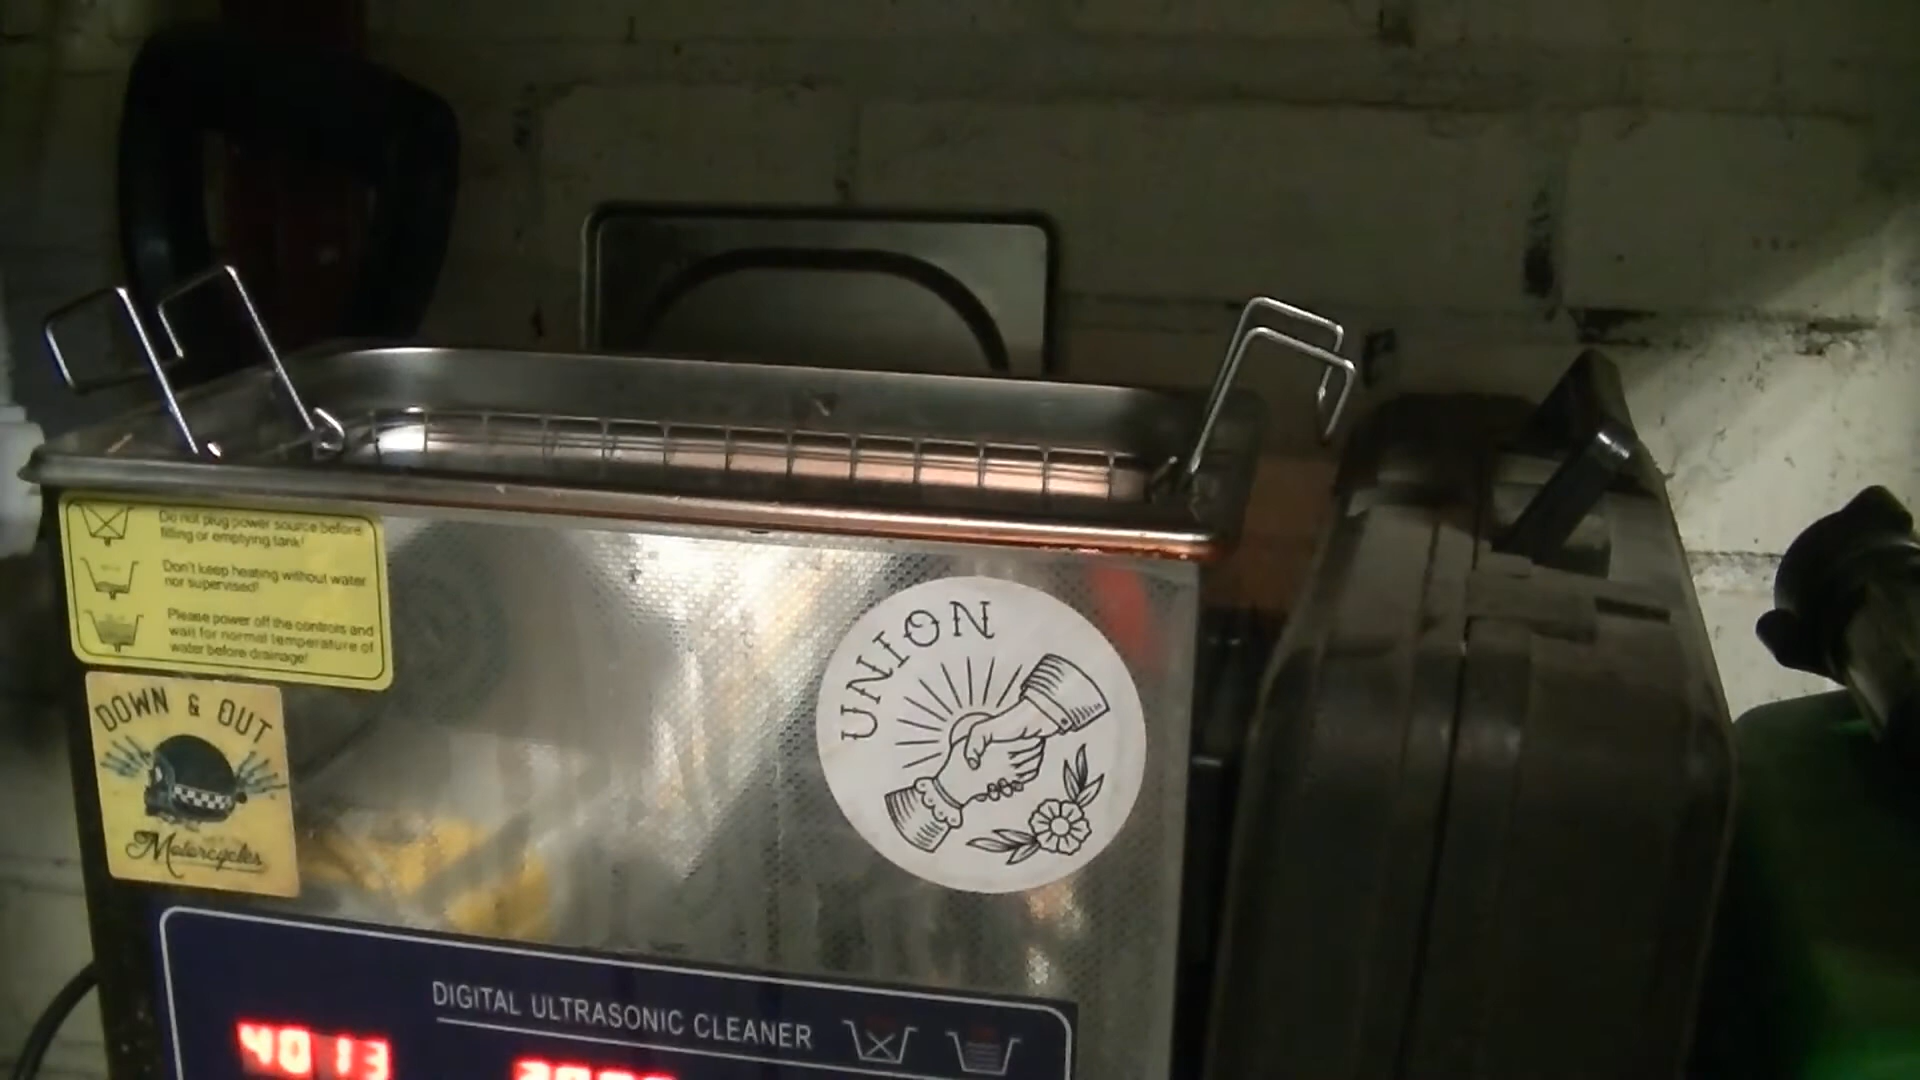 Do not plug power source before
filling or emptying tank!
Don't keep heating without water
nor supervised!
Please power off the controls and
wait for normal temperature of
water before drainage!
DOWN & OUT
Motorcycles
UNION
DIGITAL ULTRASONIC CLEANER